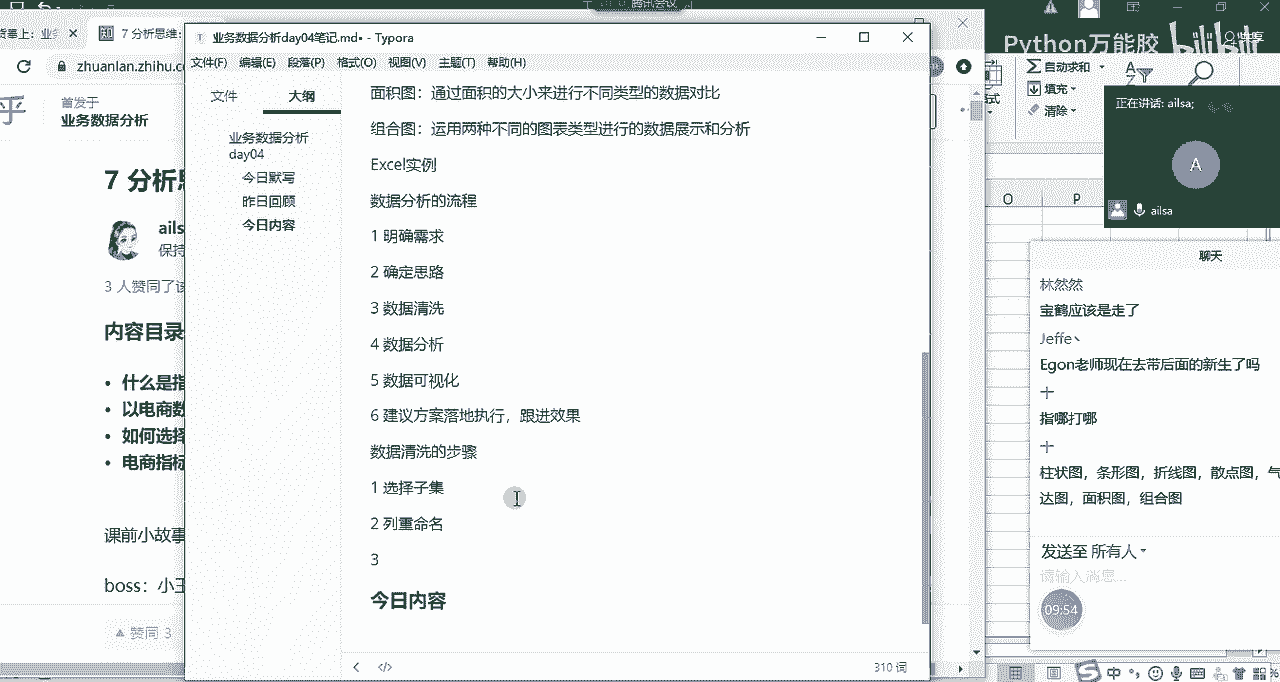 腾讯会议
Python万能胶 bilibili
业务数据分析day04笔记.md• - Typora
7 分析思维:
zhuanlan.zhihu.c
文件(F) 编辑(E) 段落(P) 格式(O) 视图(V) 主题(T) 帮助(H)
自动求和
填充
清除
文件
大纲
业务数据分析
day04
今日默写
昨日回顾
今日内容
首发于
业务数据分析
7 分析思
ails
保持
3 人赞同了该
内容目录
• 什么是指
• 以电商数
• 如何选择
• 电商指标
课前小故事
boss：小王
赞同 3
面积图：通过面积的大小来进行不同类型的数据对比
组合图：运用两种不同的图表类型进行的数据展示和分析
Excel实例
数据分析的流程
1 明确需求
2 确定思路
3 数据清洗
4 数据分析
5 数据可视化
6 建议方案落地执行，跟进效果
数据清洗的步骤
1 选择子集
2 列重命名
3
今日内容
310 词
O P
正在讲话: ailsa;
A
ailsa
聊天
林然然
宝鹤应该是走了
Jeffe丶
Egon老师现在去带后面的新生了吗
十
指哪打哪
十
柱状图，条形图，折线图，散点图，气
达图，面积图，组合图
发送至 所有人
请输入消息...
09:54
中